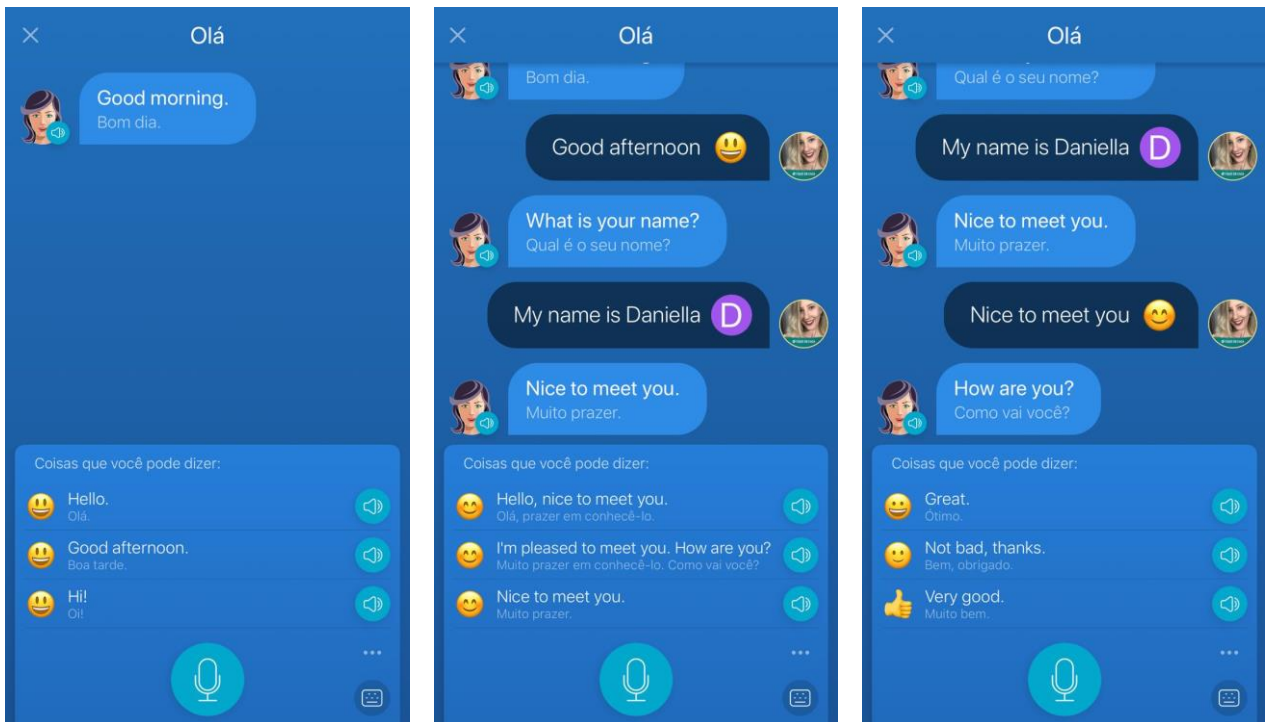 Olá
Good morning.
Bom dia.
Coisas que você pode dizer:
Hello.
Olá.
Good afternoon.
Boa tarde.
Hi!
Oi!
Olá
Bom dia.
Good afternoon
What is your name?
Qual é o seu nome?
My name is Daniella D
Nice to meet you.
Muito prazer.
Coisas que você pode dizer:
Hello, nice to meet you.
Olá, prazer em conhecê-lo.
I'm pleased to meet you. How are you?
Muito prazer em conhecê-lo. Como vai você?
Nice to meet you.
Muito prazer.
Olá
Qual é o seu nome?
My name is Daniella D
Nice to meet you.
Muito prazer.
Nice to meet you
How are you?
Como vai você?
Coisas que você pode dizer:
Great.
Ótimo.
Not bad, thanks.
Bem, obrigado.
Very good.
Muito bem.